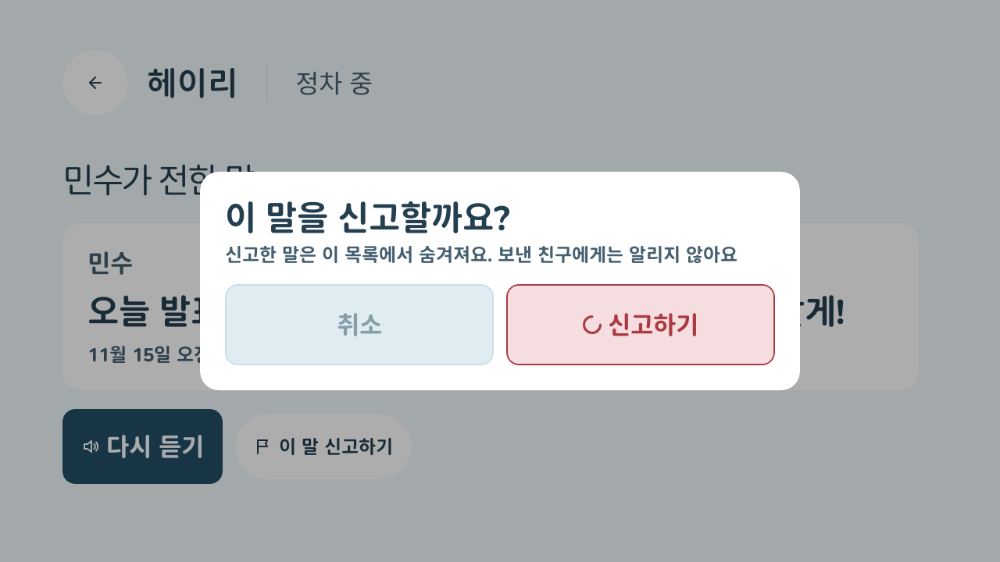 헤이리
정차 중
민수가 전한
이 말을 신고할까요?
신고한 말은 이 목록에서 숨겨져요. 보낸 친구에게는 알리지 않아요
취소
신고하기
민수
오늘
11월 15일
다시 듣기
이 말 신고하기